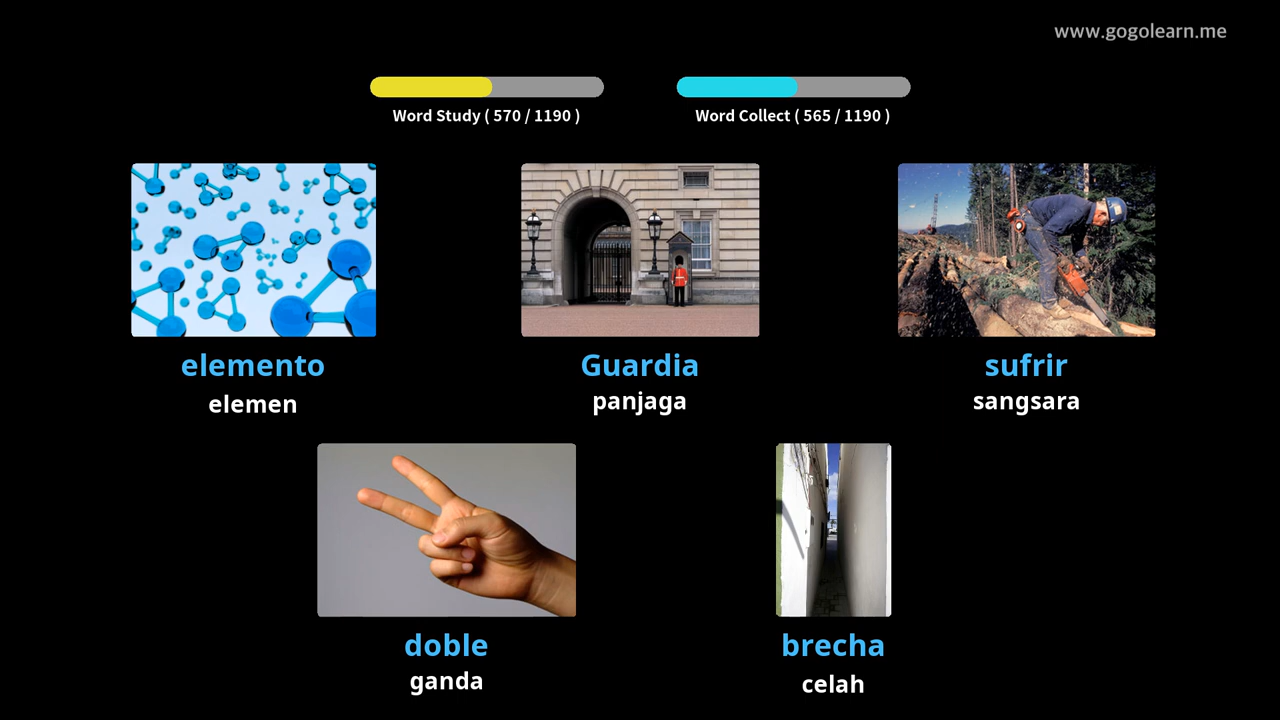 www.gogolearn.me
Word Study ( 570 / 1190 )
Word Collect ( 565 / 1190 )
elemento
elemen
Guardia
panjaga
sufrir
sangsara
doble
ganda
brecha
celah